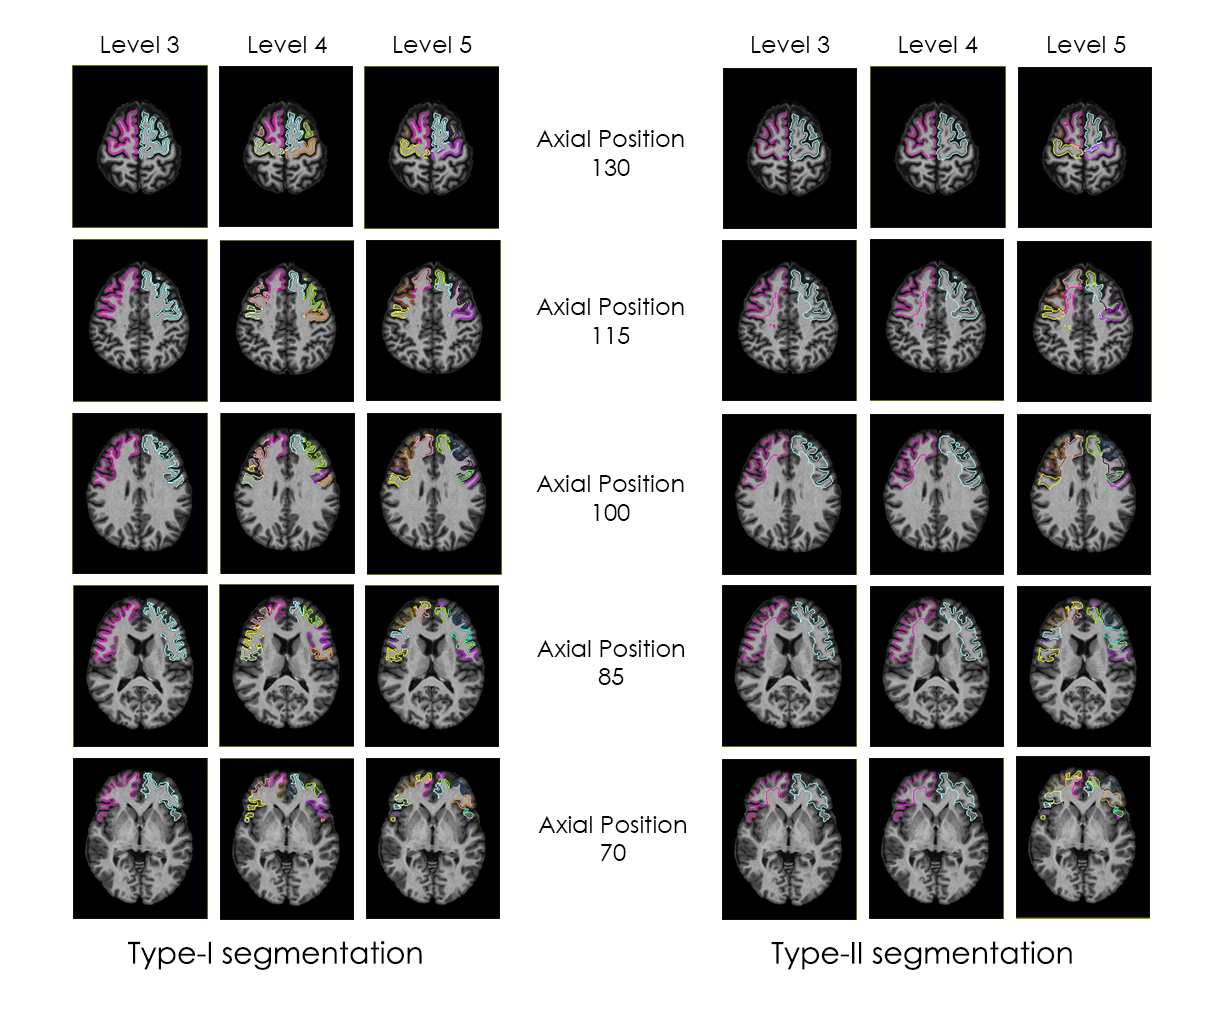 Level 3 Level 4 Level 5 Level 3 Level 4 Level 5
Axial Position
130
Axial Position
115
Axial Position
100
Axial Position
85
Axial Position
70
Type-I segmentation Type-II segmentation